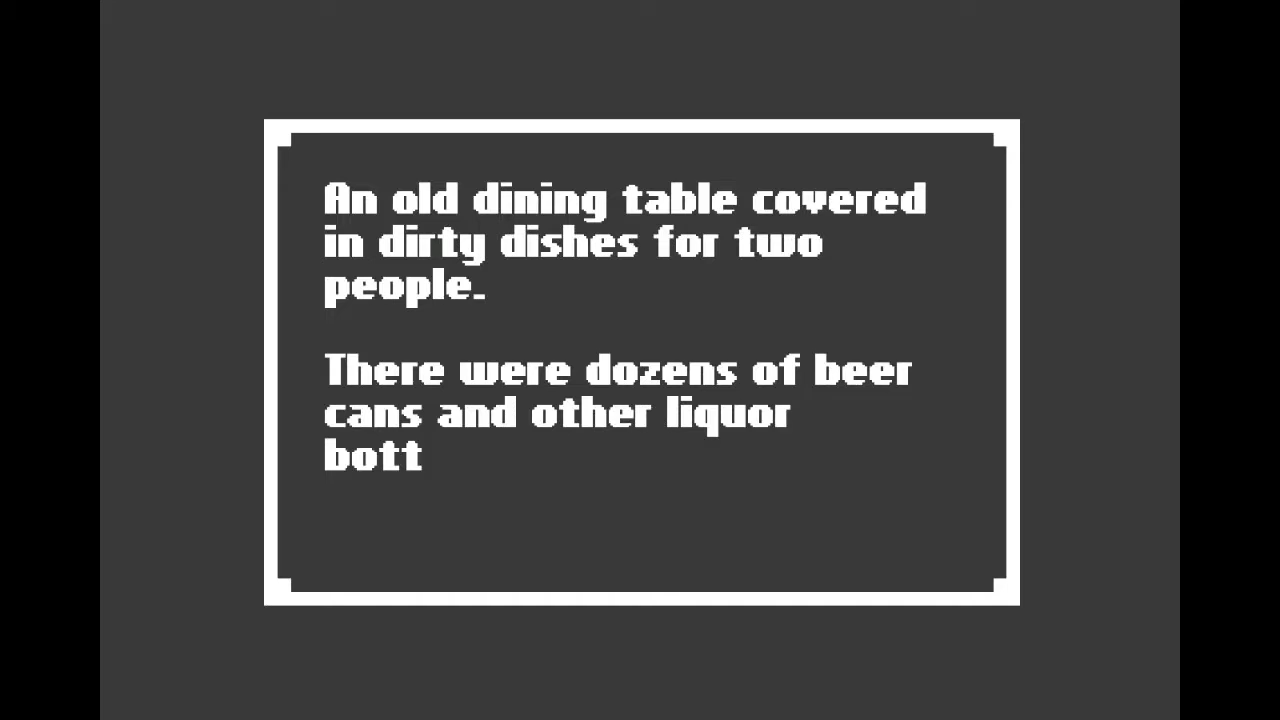 An old dining table covered
in dirty dishes for two
people.
There were dozens of beer
cans and other liquor
bott